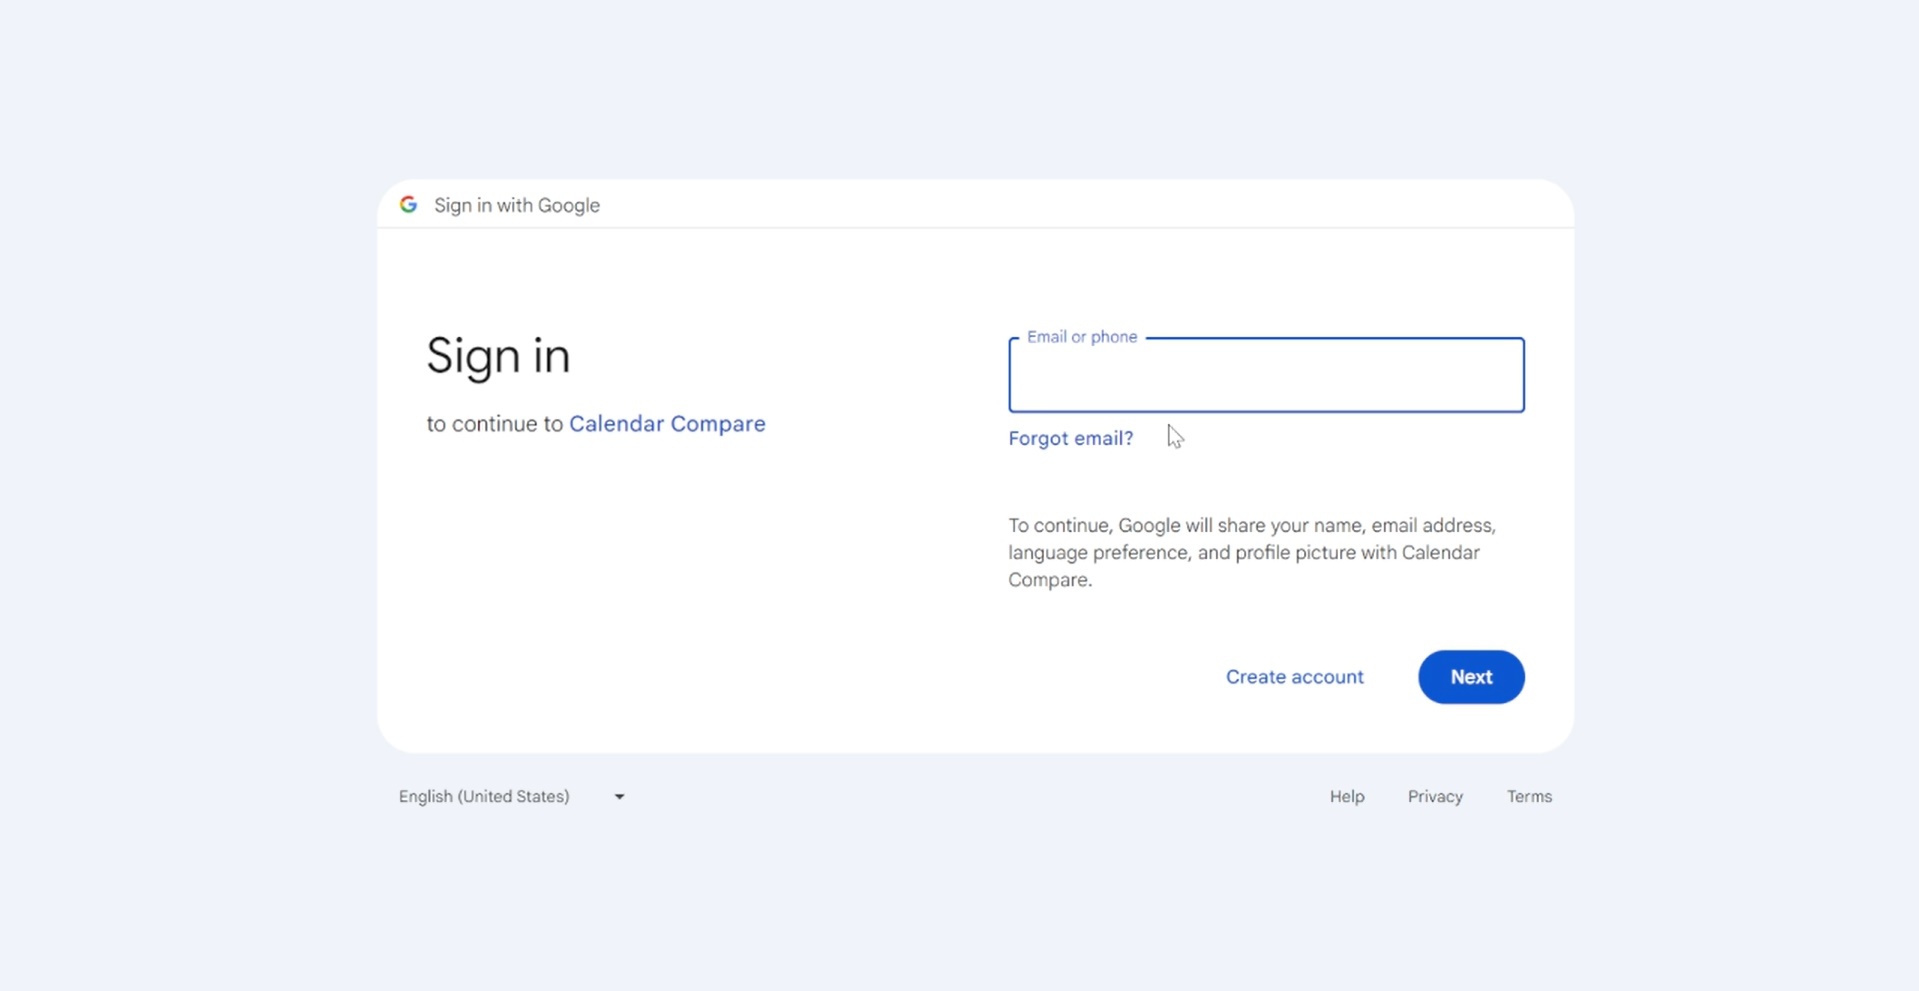 Sign in with Google
Sign in
to continue to Calendar Compare
Email or phone
Forgot email?
To continue, Google will share your name, email address,
language preference, and profile picture with Calendar
Compare.
Create account
Next
English (United States)
Help
Privacy
Terms